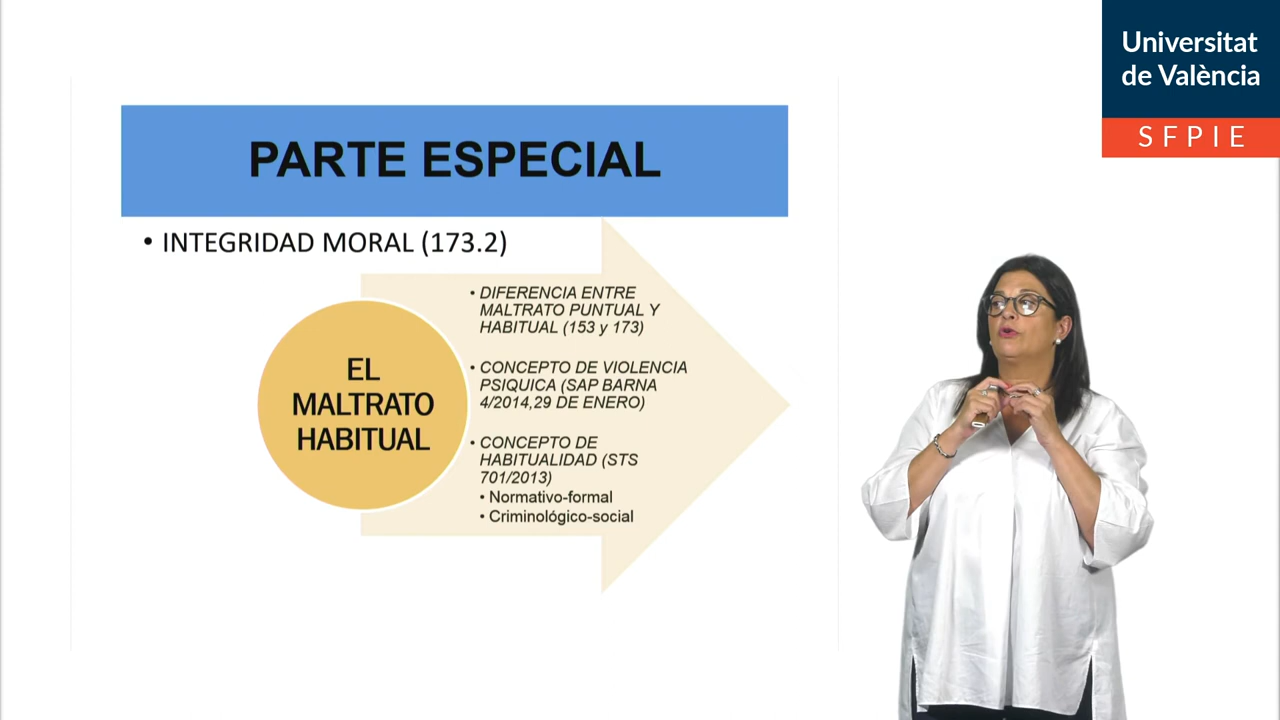 Universitat
de València
SFPIE
PARTE ESPECIAL
• INTEGRIDAD MORAL (173.2)
EL
MALTRATO
HABITUAL
• DIFERENCIA ENTRE
MALTRATO PUNTUAL Y
HABITUAL (153 y 173)
• CONCEPTO DE VIOLENCIA
PSIQUICA (SAP BARNA
4/2014,29 DE ENERO)
• CONCEPTO DE
HABITUALIDAD (STS
701/2013)
• Normativo-formal
• Criminológico-social